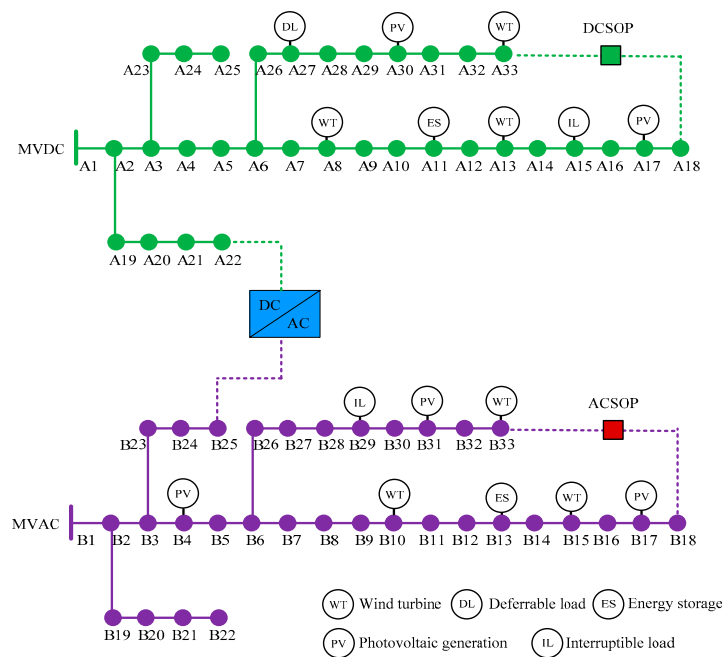 DL PV WT DCSOP
A23 A24 A25 A26 A27 A28 A29 A30 A31 A32 A33
WT ES WT IL PV
MVDC
A1 A2 A3 A4 A5 A6 A7 A8 A9 A10 A11 A12 A13 A14 A15 A16 A17 A18
A19 A20 A21 A22
DC
AC
IL PV WT ACSOP
B23 B24 B25 B26 B27 B28 B29 B30 B31 B32 B33
PV WT ES WT PV
MVAC
B1 B2 B3 B4 B5 B6 B7 B8 B9 B10 B11 B12 B13 B14 B15 B16 B17 B18
B19 B20 B21 B22
WT Wind turbine DL Deferrable load ES Energy storage
PV Photovoltaic generation IL Interruptible load